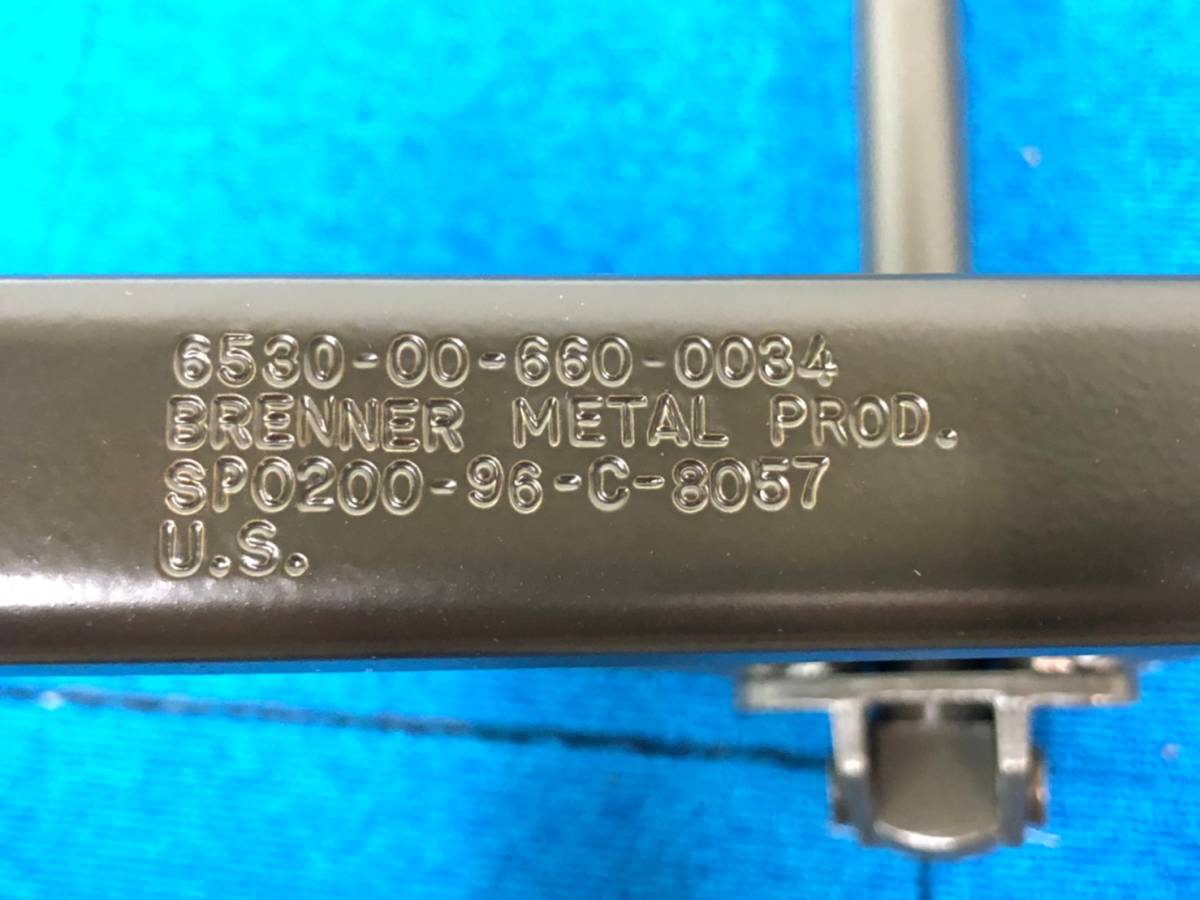 6530-00-660-0034
BRENNER METAL PROD.
SP0200-96-C-8057
U.S.